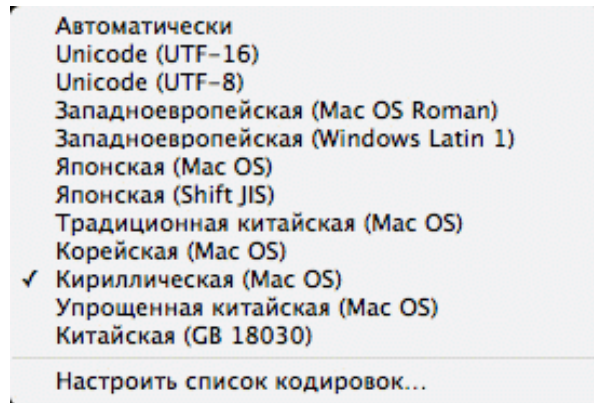 Автоматически
Unicode (UTF-16)
Unicode (UTF-8)
Западноевропейская (Mac OS Roman)
Западноевропейская (Windows Latin 1)
Японская (Mac OS)
Японская (Shift JIS)
Традиционная китайская (Mac OS)
Корейская (Mac OS)
✓ Кириллическая (Mac OS)
Упрощенная китайская (Mac OS)
Китайская (GB 18030)
Настроить список кодировок...